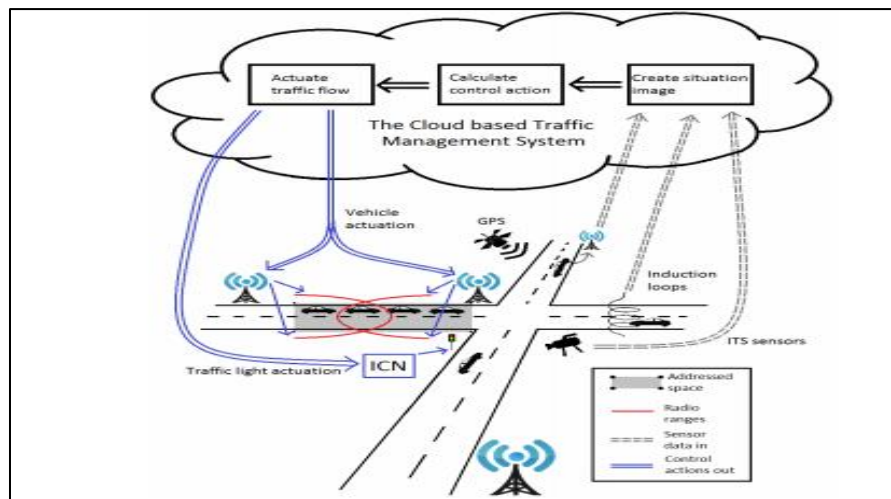 Actuate
traffic flow
Calculate
control action
Create situation
image
The Cloud based Traffic
Management System
Vehicle
actuation
GPS
Induction
loops
ITS sensors
Traffic light actuation
ICN
Addressed
space
Radio
ranges
Sensor
data in
Control
actions out